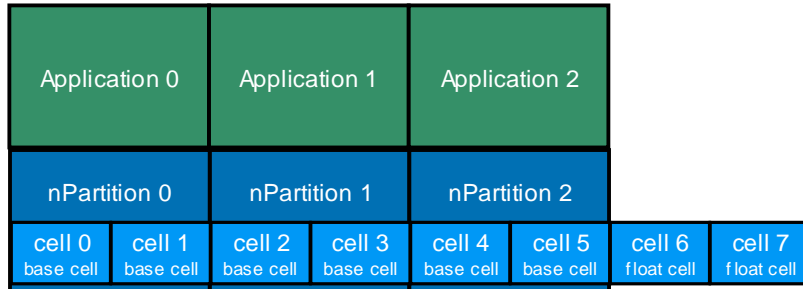 Application 0 Application 1 Application 2
nPartition 0 nPartition 1 nPartition 2
cell 0 cell 1 cell 2 cell 3 cell 4 cell 5 cell 6 cell 7
base cell base cell base cell base cell base cell base cell float cell float cell